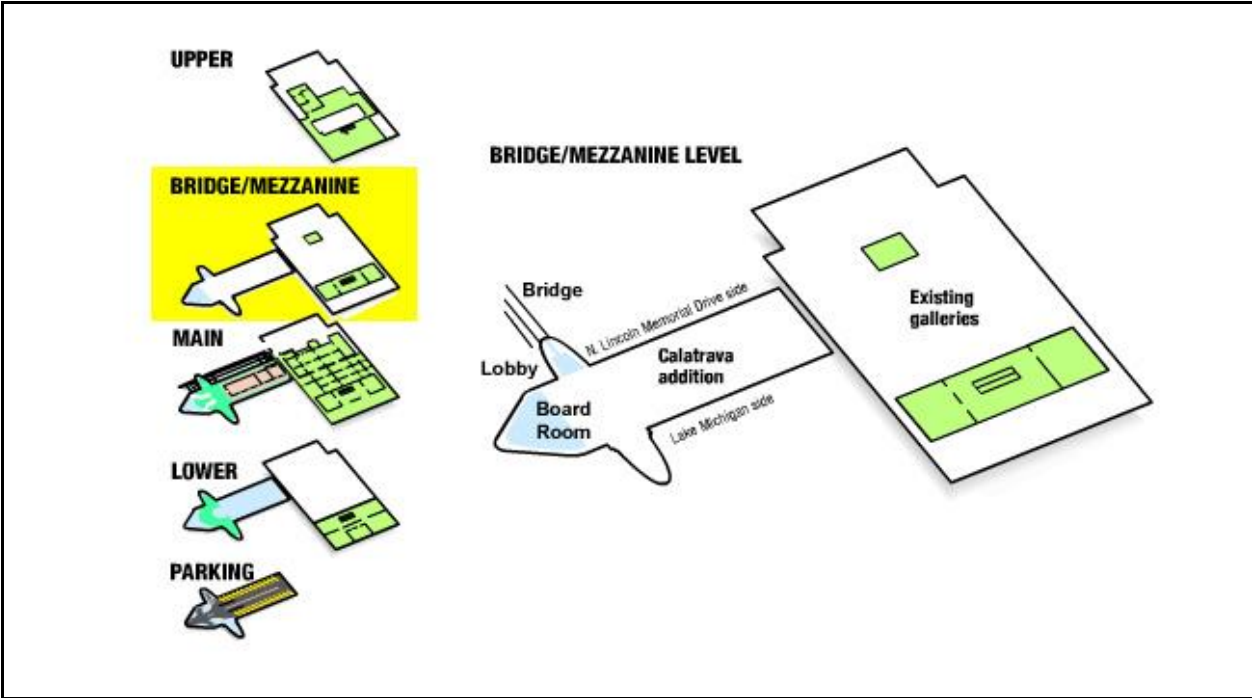 UPPER
BRIDGE/MEZZANINE
MAIN
LOWER
PARKING
BRIDGE/MEZZANINE LEVEL
Bridge
N. Lincoln Memorial Drive side
Lobby
Calatrava
addition
Existing
galleries
Board
Room
Lake Michigan side